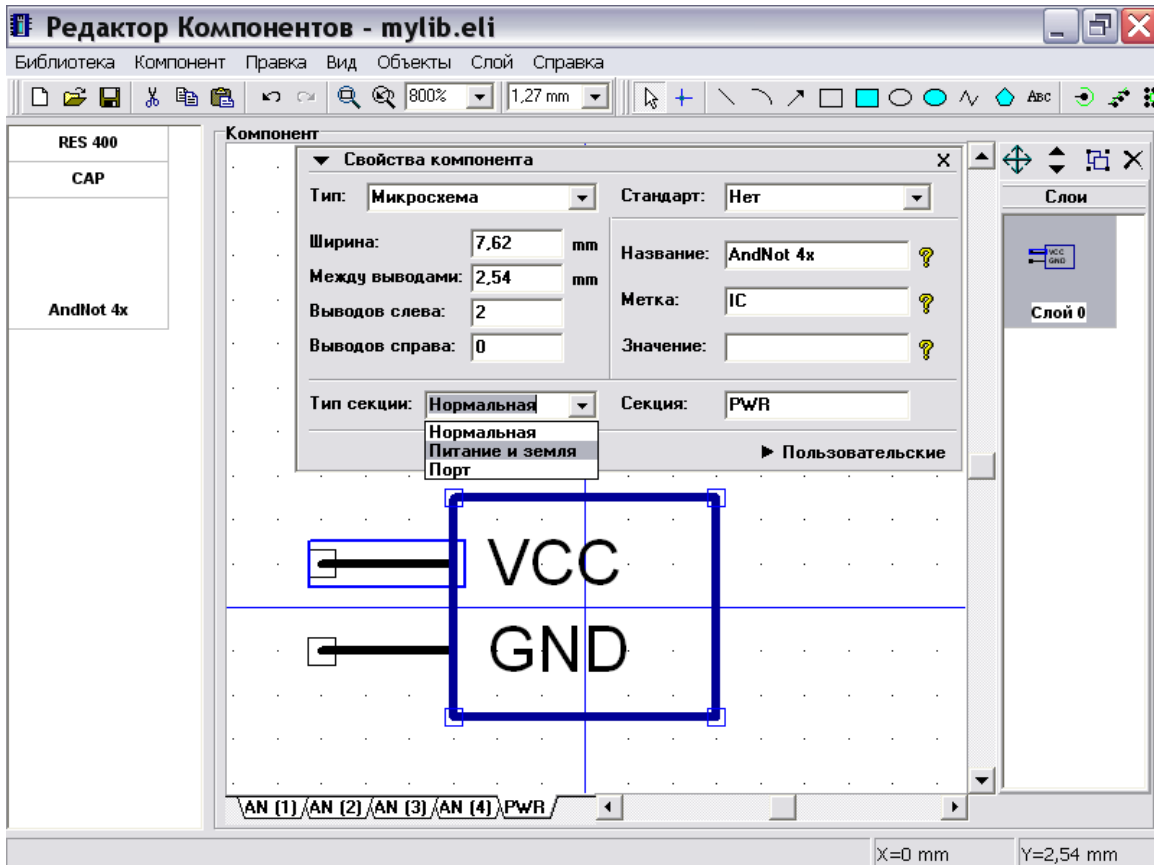 Редактор Компонентов - mylib.eli
Библиотека Компонент Правка Вид Объекты Слой Справка
800% 1,27 mm ABC
RES 400
CAP
AndNot 4x
Компонент
Свойства компонента X
Тип: Микросхема Стандарт: Нет
Ширина: 7,62 mm
Название: AndNot 4x ?
Между выводами: 2,54 mm
Метка: IC ?
Выводов слева: 2
Выводов справа: 0 Значение: ?
Тип секции: Нормальная Секция: PWR
Нормальная
Питание и земля
Порт
Пользовательские
VCC
GND
Слои
VCC
GND
Слой 0
AN (1) AN (2) AN (3) AN (4) PWR
X=0 mm Y=2,54 mm